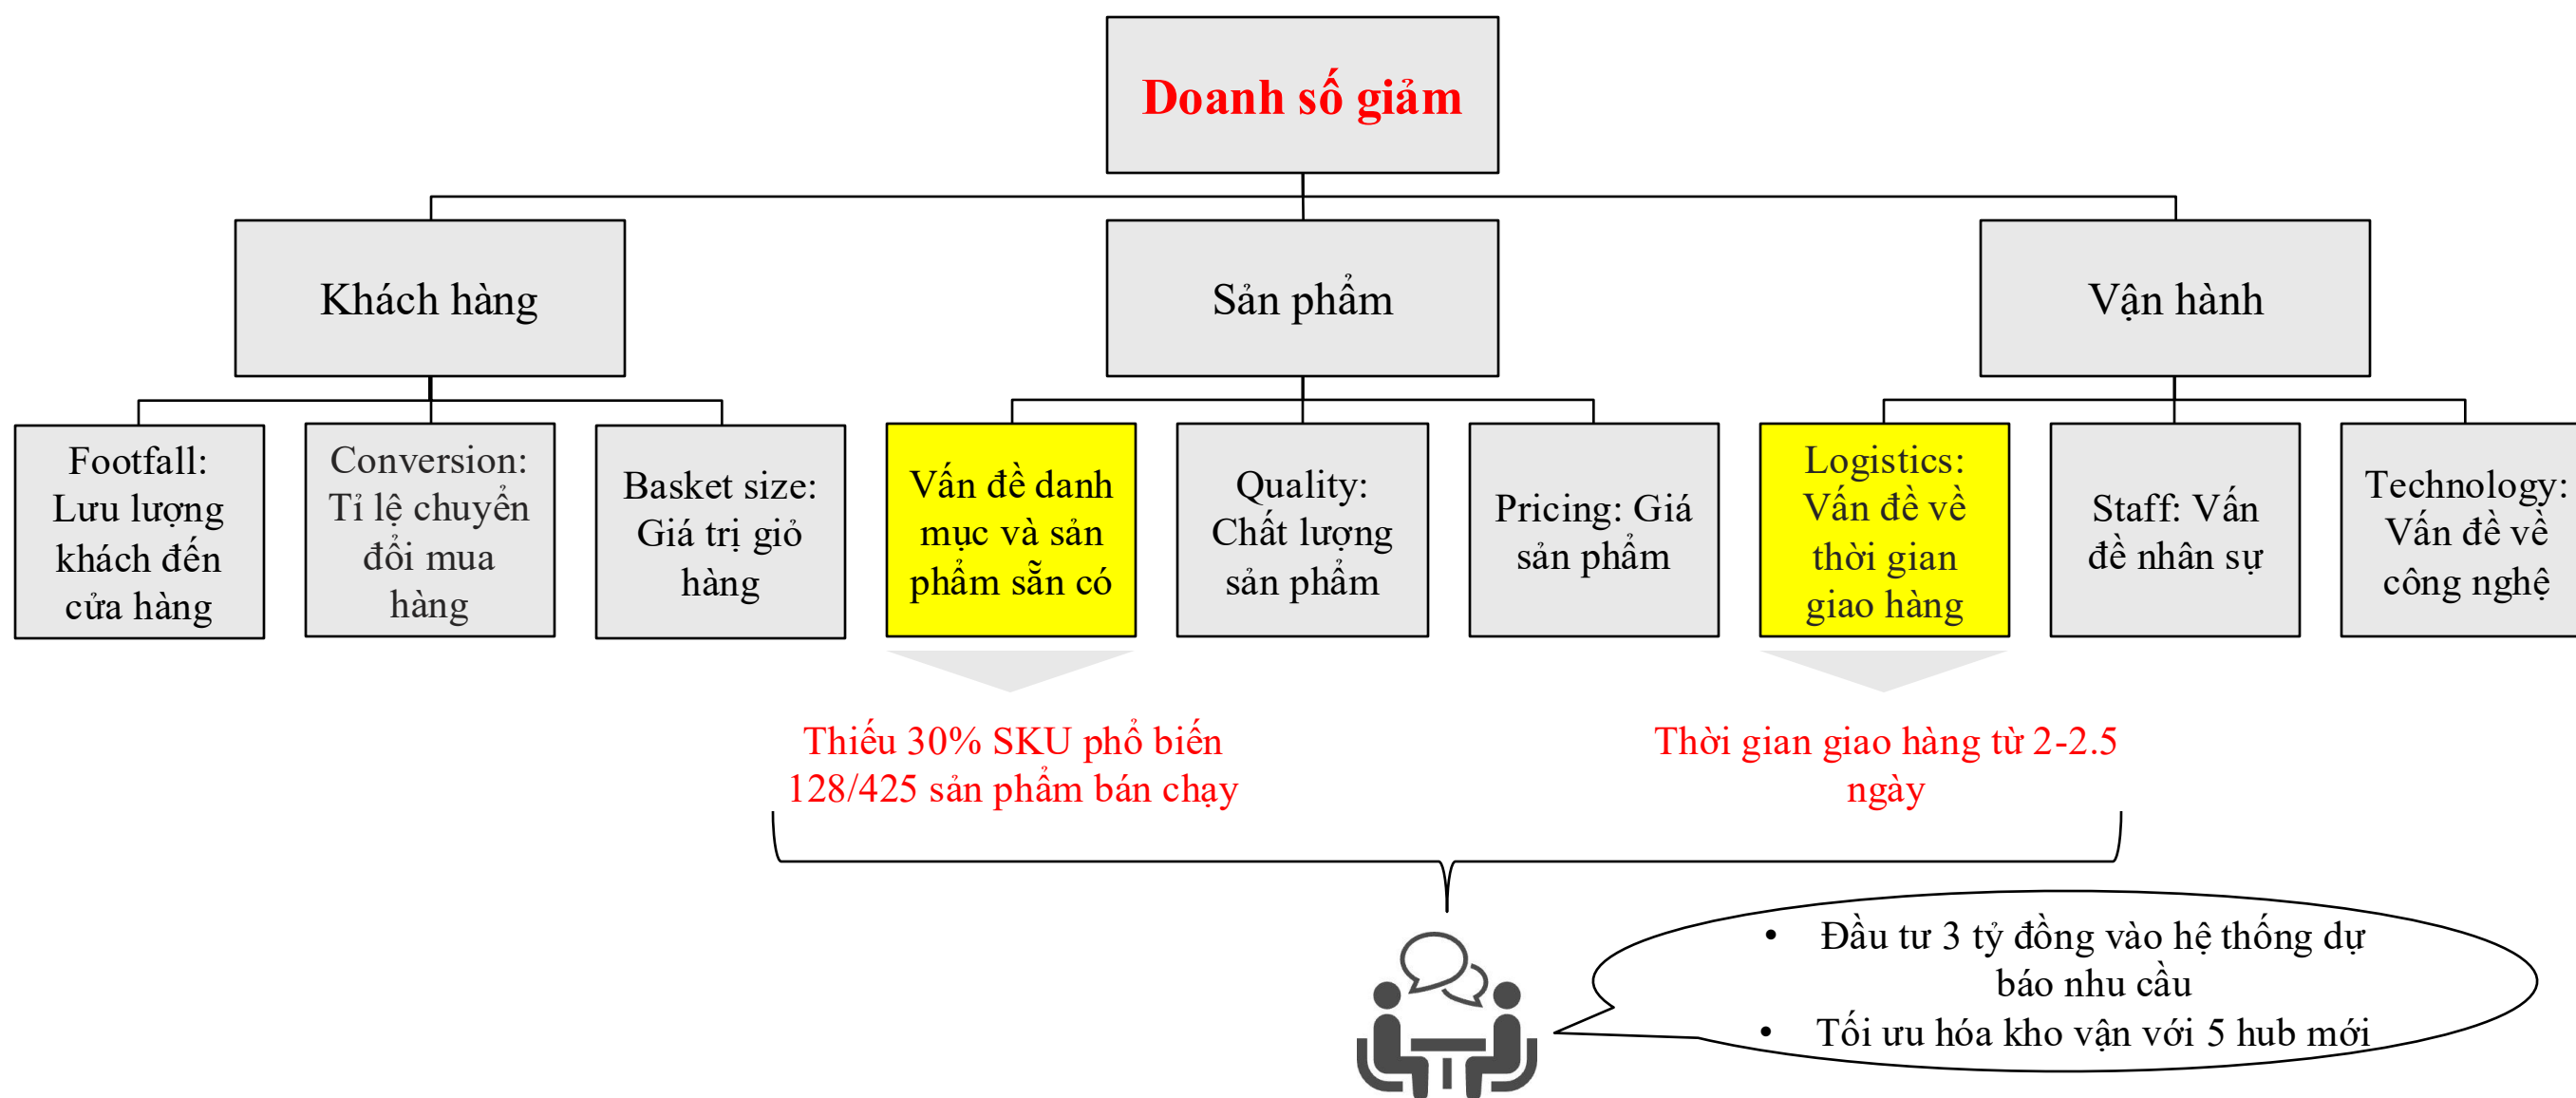 Doanh số giảm
Khách hàng
Sản phẩm
Vận hành
Footfall:
Lưu lượng
khách đến
cửa hàng
Conversion:
Tỉ lệ chuyển
đổi mua
hàng
Basket size:
Giá trị giỏ
hàng
Vấn đề danh
mục và sản
phẩm sẵn có
Quality:
Chất lượng
sản phẩm
Pricing: Giá
sản phẩm
Logistics:
Vấn đề về
thời gian
giao hàng
Staff: Vấn
đề nhân sự
Technology:
Vấn đề về
công nghệ
Thiếu 30% SKU phổ biến
128/425 sản phẩm bán chạy
Thời gian giao hàng từ 2-2.5
ngày
• Đầu tư 3 tỷ đồng vào hệ thống dự
báo nhu cầu
• Tối ưu hóa kho vận với 5 hub mới